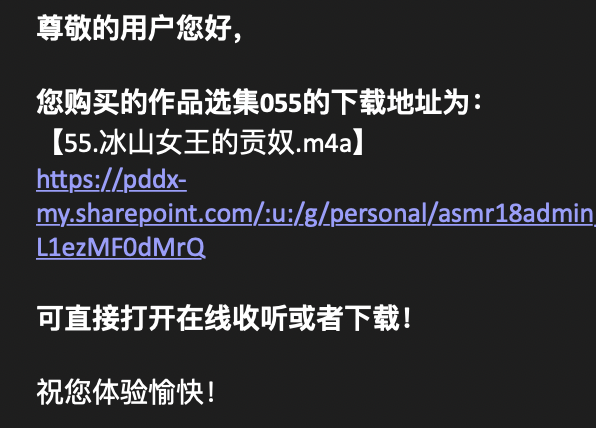 尊敬的用户您好，
您购买的作品选集055的下载地址为：
【55.冰山女王的贡奴.m4a】
https://pddx-
my.sharepoint.com/:u:/g/personal/asmr18admin_
L1ezMF0dMrQ
可直接打开在线收听或者下载！
祝您体验愉快！